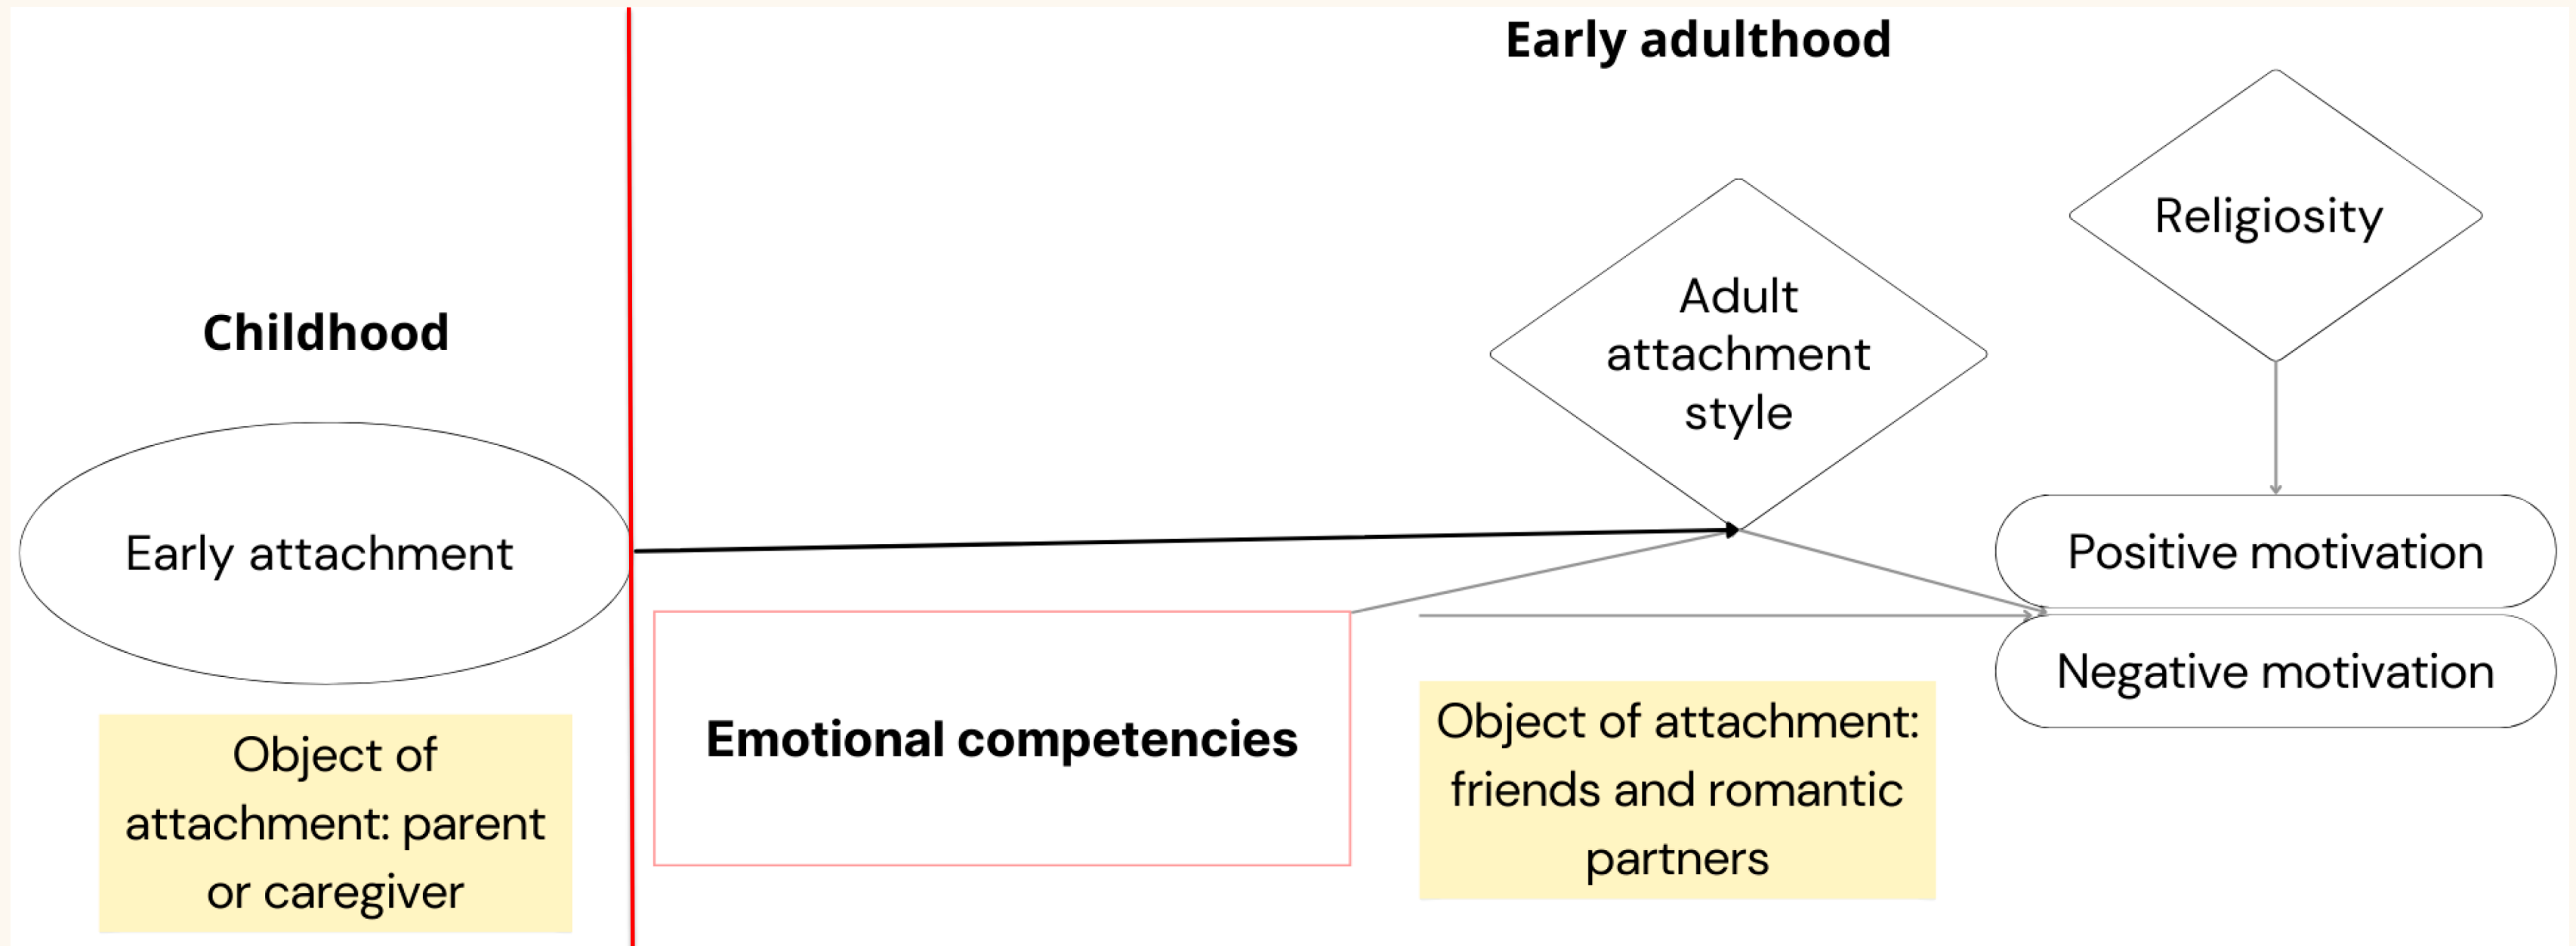 Early adulthood
Religiosity
Adult
attachment
style
Childhood
Early attachment
Positive motivation
Negative motivation
Emotional competencies
Object of
attachment: parent
or caregiver
Object of attachment:
friends and romantic
partners